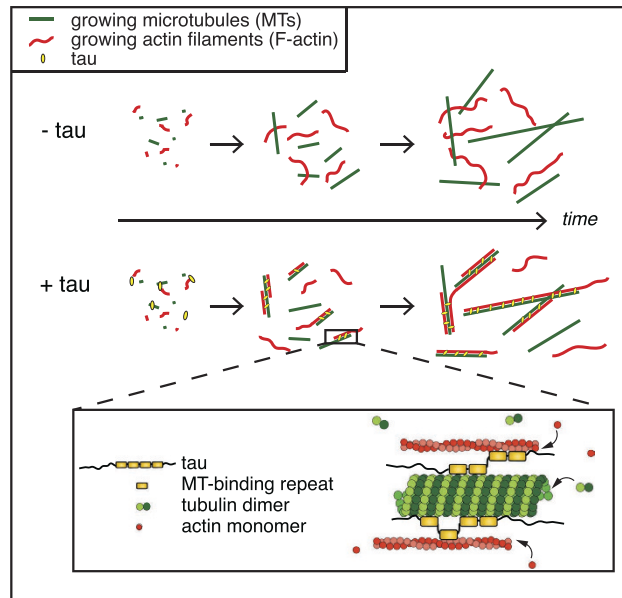 growing microtubules (MTs)
growing actin filaments (F-actin)
tau
- tau
time
+ tau
tau
MT-binding repeat
tubulin dimer
actin monomer